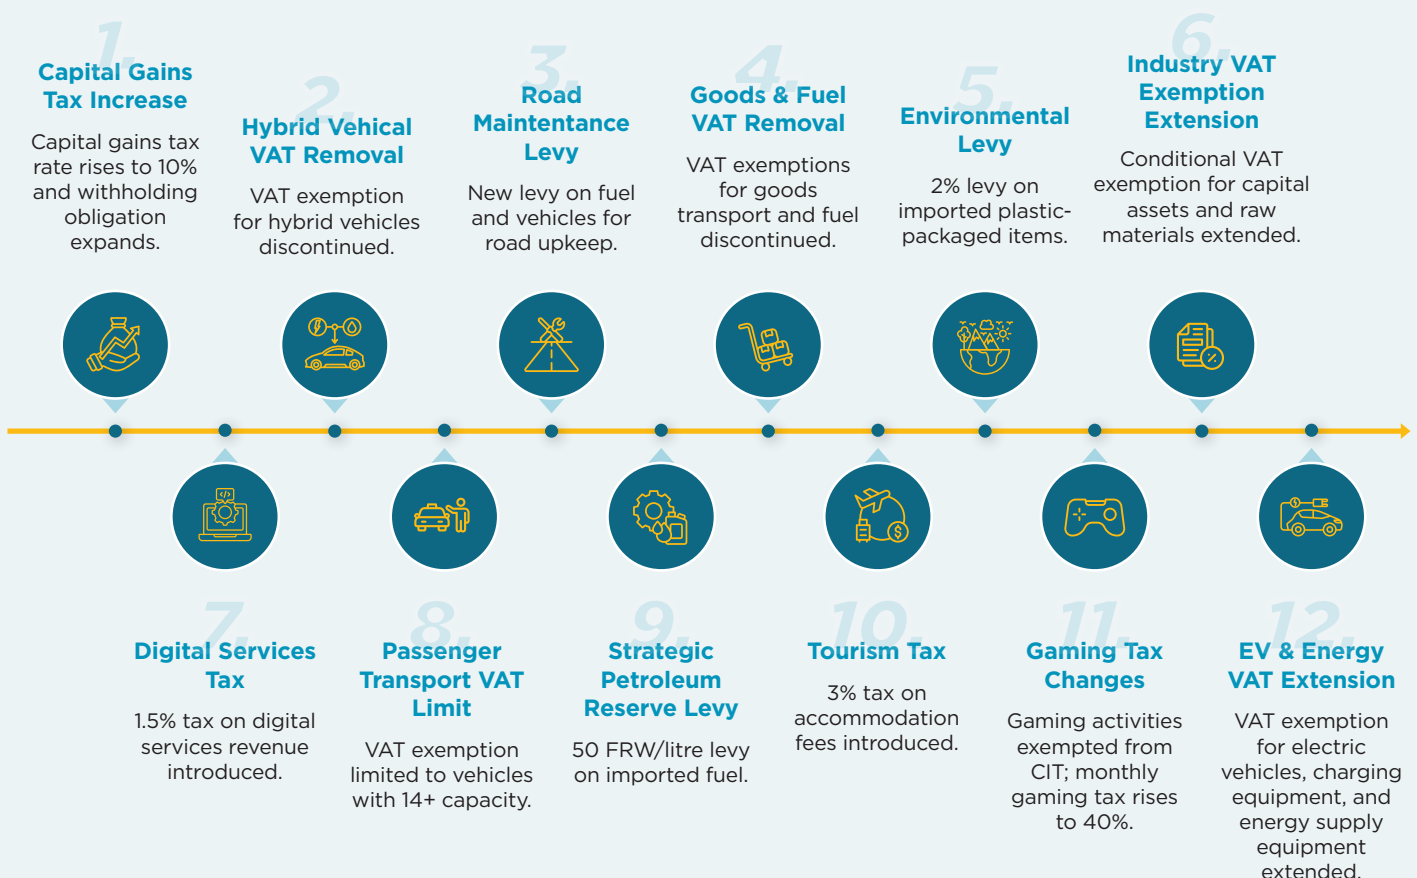 1.
Capital Gains
Tax Increase
Capital gains tax
rate rises to 10%
and withholding
obligation
expands.
2.
Hybrid Vehical
VAT Removal
VAT exemption
for hybrid vehicles
discontinued.
3.
Road
Maintentance
Levy
New levy on fuel
and vehicles for
road upkeep.
4.
Goods & Fuel
VAT Removal
VAT exemptions
for goods
transport and fuel
discontinued.
5.
Environmental
Levy
2% levy on
imported plastic-
packaged items.
6.
Industry VAT
Exemption
Extension
Conditional VAT
exemption for capital
assets and raw
materials extended.
7.
Digital Services
Tax
1.5% tax on digital
services revenue
introduced.
8.
Passenger
Transport VAT
Limit
VAT exemption
limited to vehicles
with 14+ capacity.
9.
Strategic
Petroleum
Reserve Levy
50 FRW/litre levy
on imported fuel.
10.
Tourism Tax
3% tax on
accommodation
fees introduced.
11.
Gaming Tax
Changes
Gaming activities
exempted from
CIT; monthly
gaming tax rises
to 40%.
12.
EV & Energy
VAT Extension
VAT exemption
for electric
vehicles, charging
equipment, and
energy supply
equipment
extended.